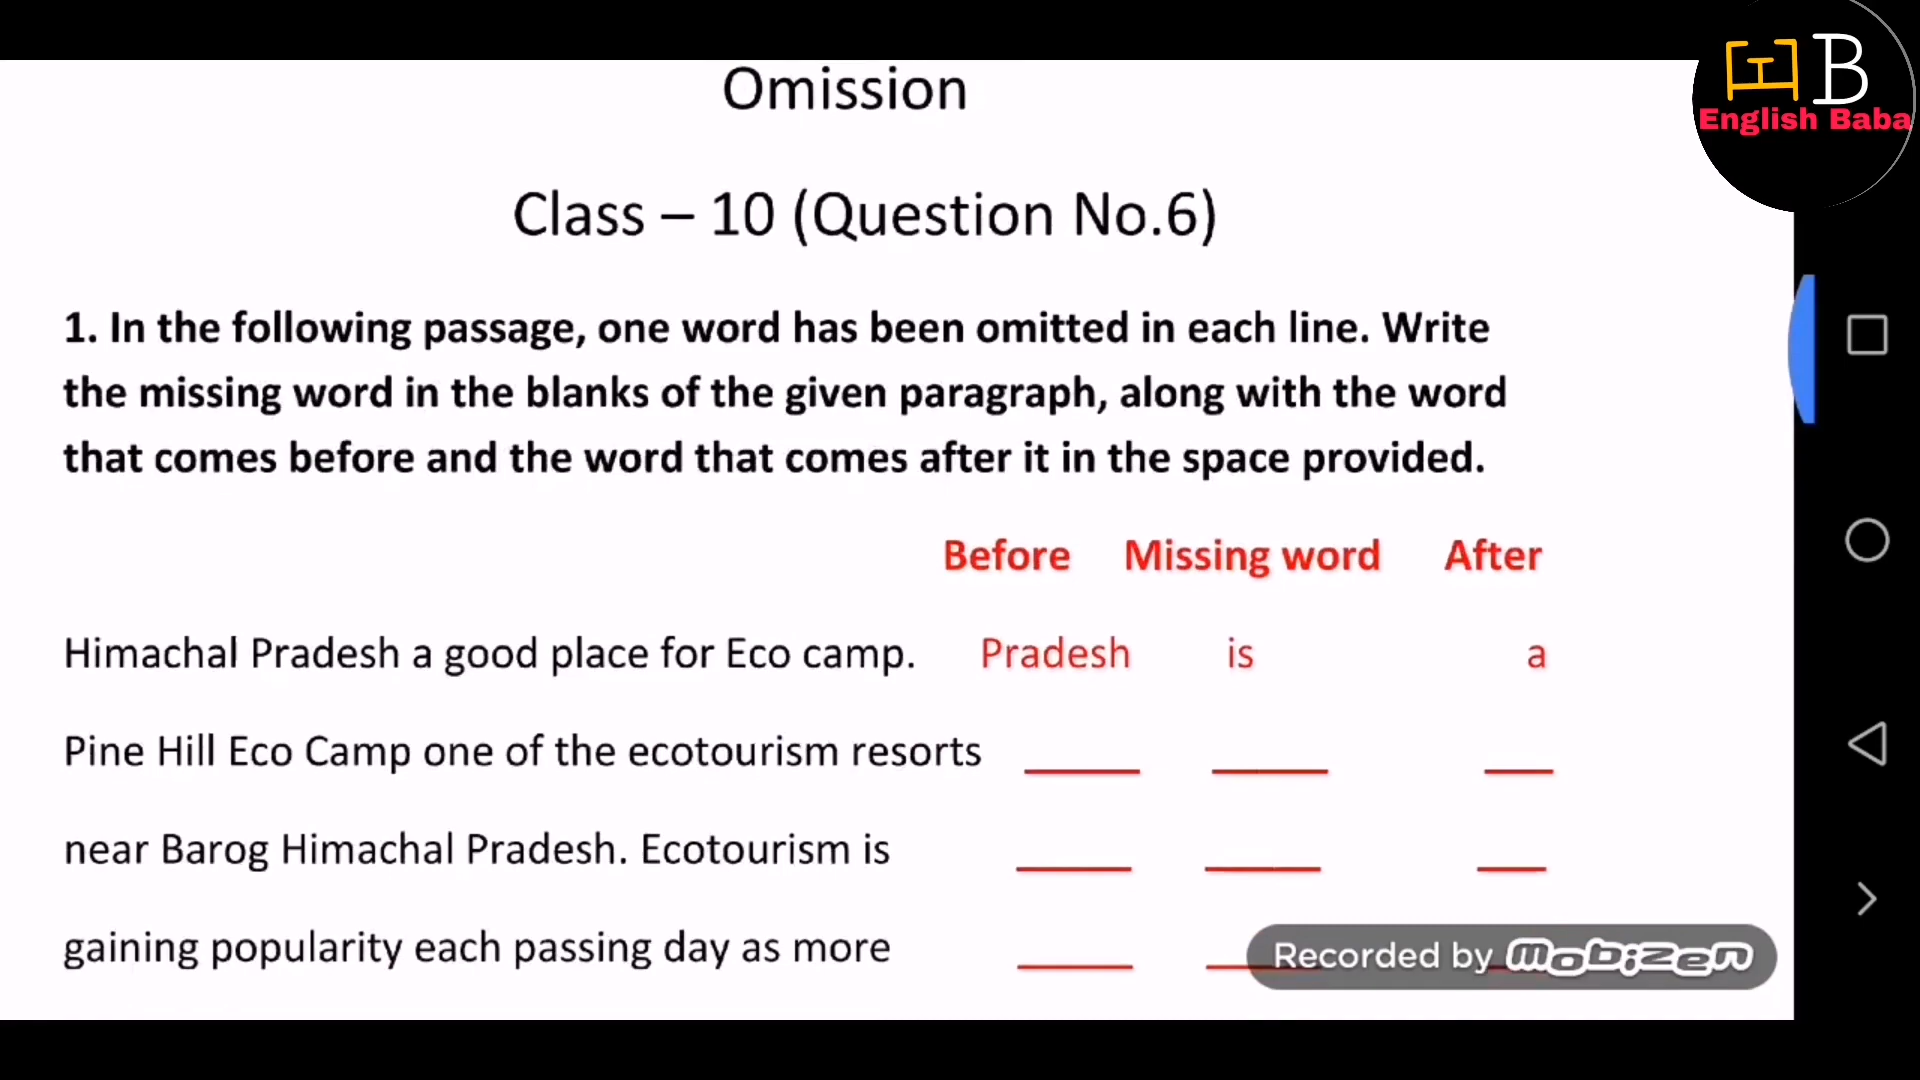 Omission
HB
English Baba
Class – 10 (Question No.6)
1. In the following passage, one word has been omitted in each line. Write
the missing word in the blanks of the given paragraph, along with the word
that comes before and the word that comes after it in the space provided.
Before Missing word After
Himachal Pradesh a good place for Eco camp. Pradesh is a
Pine Hill Eco Camp one of the ecotourism resorts
near Barog Himachal Pradesh. Ecotourism is
gaining popularity each passing day as more
Recorded by mobizen